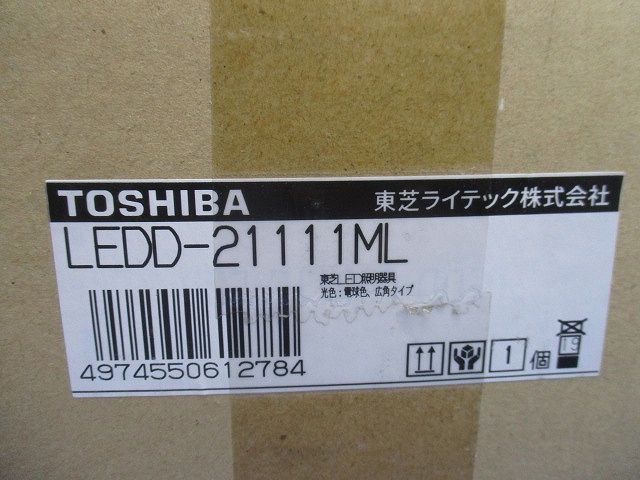 TOSHIBA 東芝ライテック株式会社
LEDD-21111ML
東芝LED照明器具
光色：電球色、広角タイプ
4974550612784
1 個
19